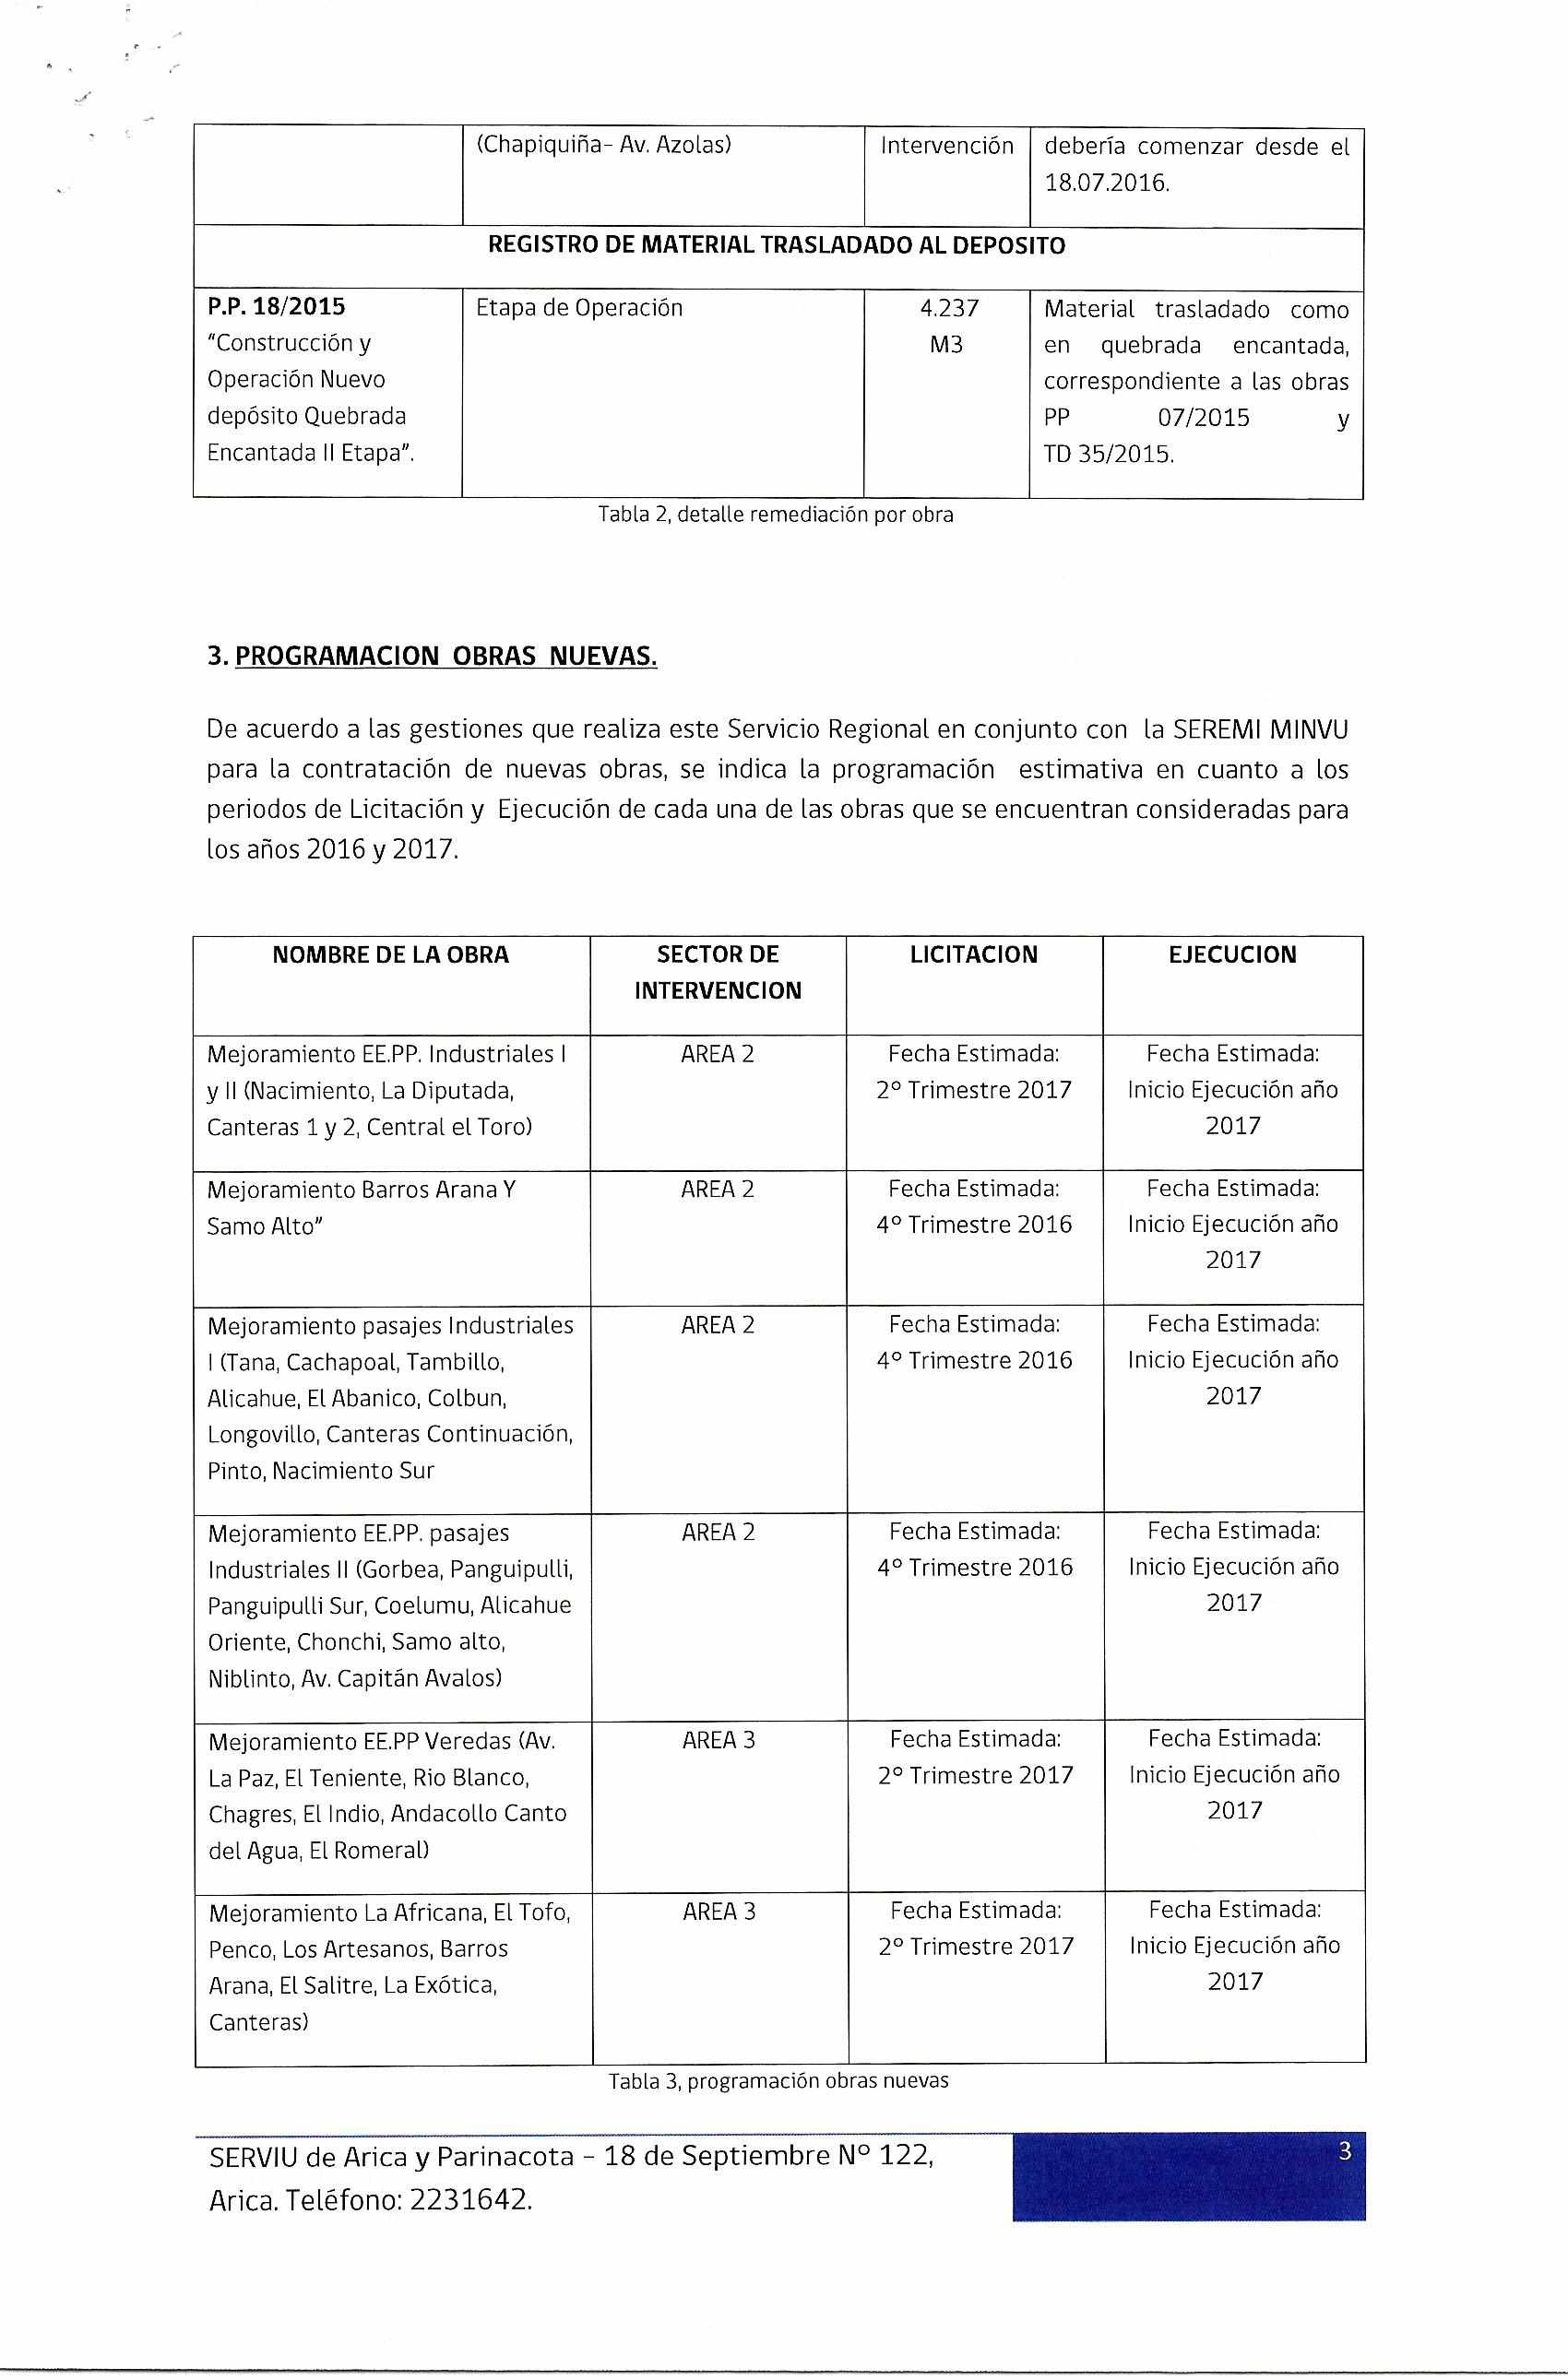 (Chapiquiña- Av. Azolas) Intervención debería comenzar desde el
18.07.2016.
REGISTRO DE MATERIAL TRASLADADO AL DEPOSITO
P.P. 18/2015 Etapa de Operación 4.237 Material trasladado como
"Construcción y M3 en quebrada encantada,
Operación Nuevo correspondiente a las obras
depósito Quebrada PP 07/2015 y
Encantada II Etapa". TD 35/2015.
Tabla 2, detalle remediación por obra
3. PROGRAMACION OBRAS NUEVAS.
De acuerdo a las gestiones que realiza este Servicio Regional en conjunto con la SEREMI MINVU
para la contratación de nuevas obras, se indica la programación estimativa en cuanto a los
periodos de Licitación y Ejecución de cada una de las obras que se encuentran consideradas para
los años 2016 y 2017.
NOMBRE DE LA OBRA SECTOR DE LICITACION EJECUCION
INTERVENCION
Mejoramiento EE.PP. Industriales I AREA 2 Fecha Estimada: Fecha Estimada:
y II (Nacimiento, La Diputada, 2º Trimestre 2017 Inicio Ejecución año
Canteras 1 y 2, Central el Toro) 2017
Mejoramiento Barros Arana Y AREA 2 Fecha Estimada: Fecha Estimada:
Samo Alto" 4º Trimestre 2016 Inicio Ejecución año
2017
Mejoramiento pasajes Industriales AREA 2 Fecha Estimada: Fecha Estimada:
I (Tana, Cachapoal, Tambillo, 4º Trimestre 2016 Inicio Ejecución año
Alicahue, El Abanico, Colbun, 2017
Longovillo, Canteras Continuación,
Pinto, Nacimiento Sur
Mejoramiento EE.PP. pasajes AREA 2 Fecha Estimada: Fecha Estimada:
Industriales II (Gorbea, Panguipulli, 4º Trimestre 2016 Inicio Ejecución año
Panguipulli Sur, Coelumu, Alicahue 2017
Oriente, Chonchi, Samo alto,
Niblinto, Av. Capitán Avalos)
Mejoramiento EE.PP Veredas (Av. AREA 3 Fecha Estimada: Fecha Estimada:
La Paz, El Teniente, Rio Blanco, 2º Trimestre 2017 Inicio Ejecución año
Chagres, El Indio, Andacollo Canto 2017
del Agua, El Romeral)
Mejoramiento La Africana, El Tofo, AREA 3 Fecha Estimada: Fecha Estimada:
Penco, Los Artesanos, Barros 2º Trimestre 2017 Inicio Ejecución año
Arana, El Salitre, La Exótica, 2017
Canteras)
Tabla 3, programación obras nuevas
SERVIU de Arica y Parinacota – 18 de Septiembre Nº 122, 3
Arica. Teléfono: 2231642.